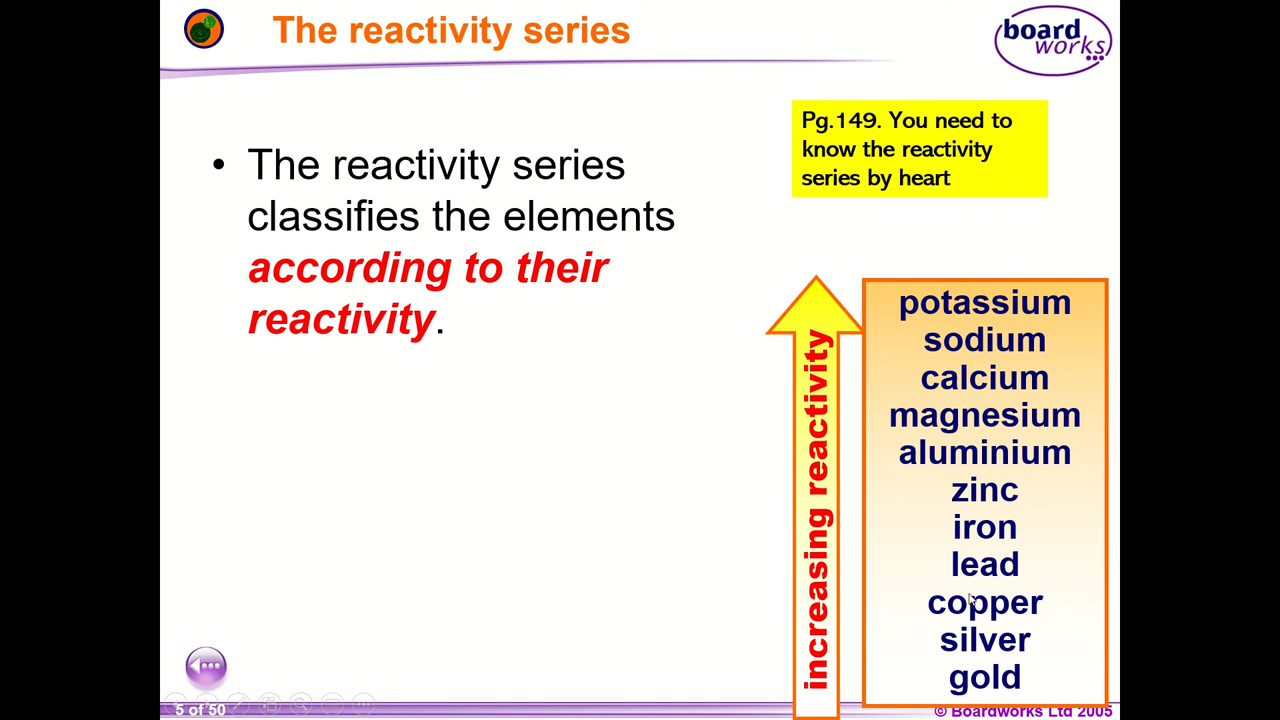 The reactivity series
board
works
Pg.149. You need to
know the reactivity
series by heart
• The reactivity series
classifies the elements
according to their
reactivity.
increasing reactivity
potassium
sodium
calcium
magnesium
aluminium
zinc
iron
lead
copper
silver
gold
5 of 50
© Boardworks Ltd 2005